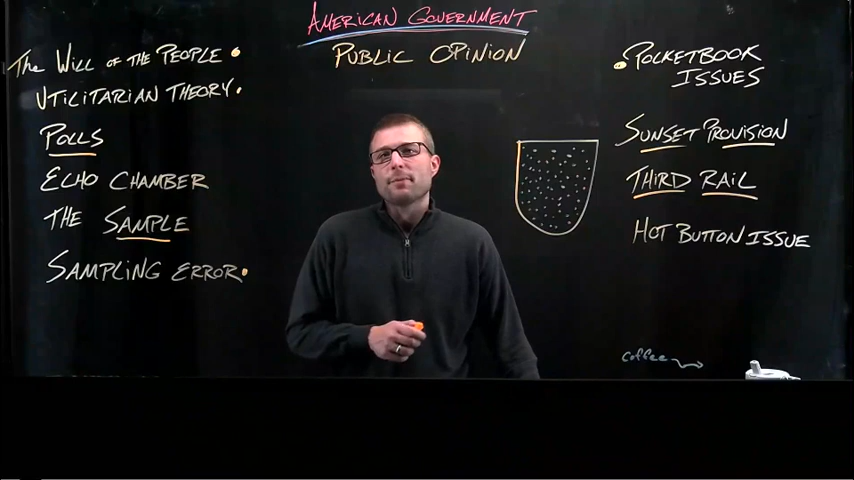 AMERICAN GOVERNMENT
PUBLIC OPINION
The WILL OF THE PEOPLE
UTILITARIAN THEORY
POLLS
ECHO CHAMBER
THE SAMPLE
SAMPLING ERROR
POCKETBOOK
ISSUES
SUNSET PROVISION
THIRD RAIL
HOT BUTTON ISSUE
coffee